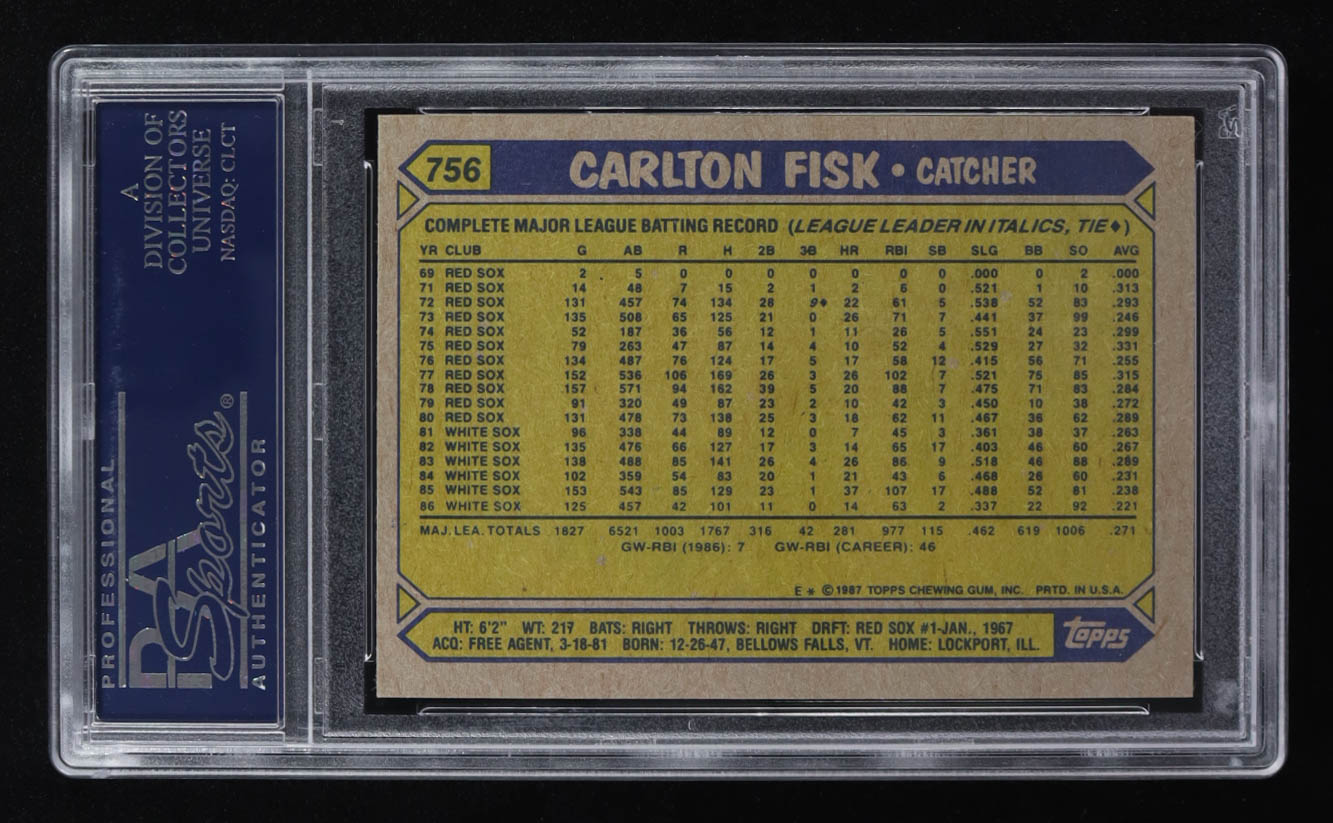 A
DIVISION OF
COLLECTORS
UNIVERSE
NASDAQ: CLCT
PROFESSIONAL
PSA
Sports®
AUTHENTICATOR
756 CARLTON FISK • CATCHER
COMPLETE MAJOR LEAGUE BATTING RECORD (LEAGUE LEADER IN ITALICS, TIE♦)
YR CLUB G AB R H 2B 3B HR RBI SB SLG BB SO AVG
69 RED SOX 2 5 0 0 0 0 0 0 0 .000 0 2 .000
71 RED SOX 14 48 7 15 2 1 2 6 0 .521 1 10 .313
72 RED SOX 131 457 74 134 28 9♦ 22 61 5 .538 52 83 .293
73 RED SOX 135 508 65 125 21 0 26 71 7 .441 37 99 .246
74 RED SOX 52 187 36 56 12 1 11 26 5 .551 24 23 .299
75 RED SOX 79 263 47 87 14 4 10 52 4 .529 27 32 .331
76 RED SOX 134 487 76 124 17 5 17 58 12 .415 56 71 .255
77 RED SOX 152 536 106 169 26 3 26 102 7 .521 75 85 .315
78 RED SOX 157 571 94 162 39 5 20 88 7 .475 71 83 .284
79 RED SOX 91 320 49 87 23 2 10 42 3 .450 10 38 .272
80 RED SOX 131 478 73 138 25 3 18 62 11 .467 36 62 .289
81 WHITE SOX 96 338 44 89 12 0 7 45 3 .361 38 37 .263
82 WHITE SOX 135 476 66 127 17 3 14 65 17 .403 46 60 .267
83 WHITE SOX 138 488 85 141 26 4 26 86 9 .518 46 88 .289
84 WHITE SOX 102 359 54 83 20 1 21 43 6 .468 26 60 .231
85 WHITE SOX 153 543 85 129 23 1 37 107 17 .488 52 81 .238
86 WHITE SOX 125 457 42 101 11 0 14 63 2 .337 22 92 .221
MAJ. LEA. TOTALS 1827 6521 1003 1767 316 42 281 977 115 .462 619 1006 .271
GW-RBI (1986): 7 GW-RBI (CAREER): 46
E * © 1987 TOPPS CHEWING GUM, INC. PRTD. IN U.S.A.
HT: 6'2" WT: 217 BATS: RIGHT THROWS: RIGHT DRFT: RED SOX #1-JAN., 1967
ACQ: FREE AGENT, 3-18-81 BORN: 12-26-47, BELLOWS FALLS, VT. HOME: LOCKPORT, ILL.
topps